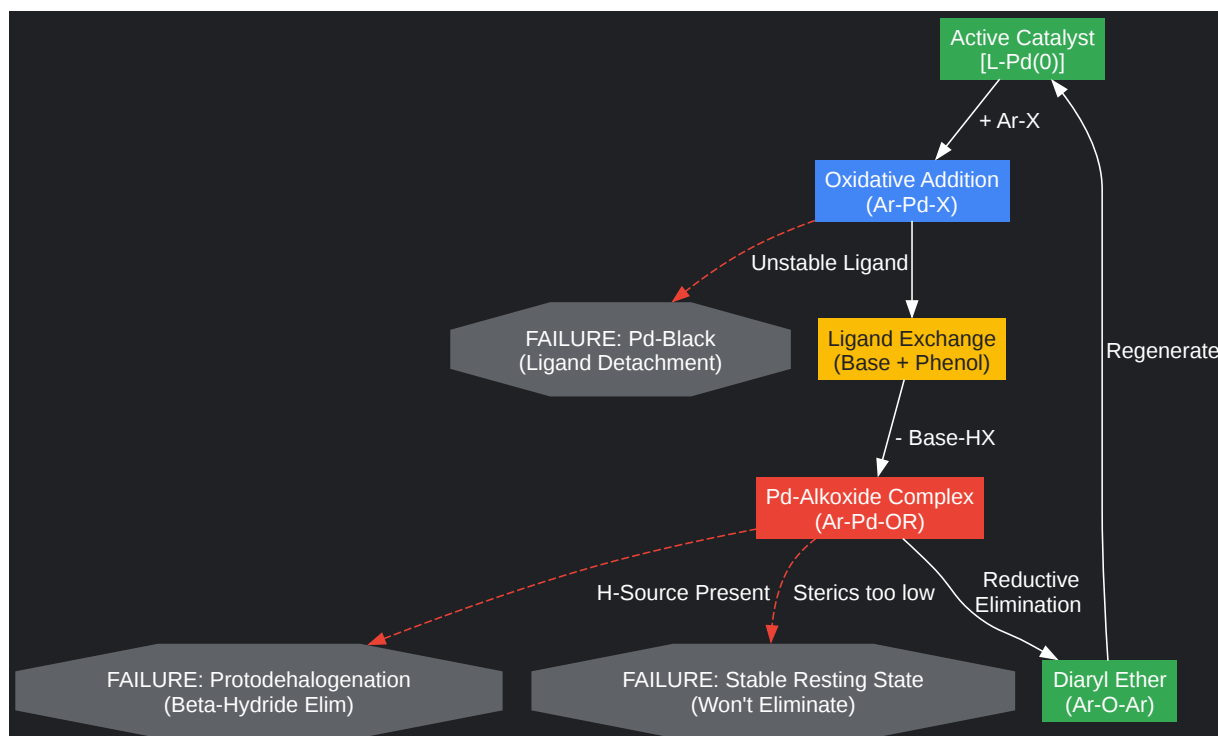 Active Catalyst
[L-Pd(0)]
+ Ar-X
Oxidative Addition
(Ar-Pd-X)
Unstable Ligand
FAILURE: Pd-Black
(Ligand Detachment)
Ligand Exchange
(Base + Phenol)
Regenerate
- Base-HX
Pd-Alkoxide Complex
(Ar-Pd-OR)
H-Source Present
Sterics too low
Reductive
Elimination
FAILURE: Protodehalogenation
(Beta-Hydride Elim)
FAILURE: Stable Resting State
(Won't Eliminate)
Diaryl Ether
(Ar-O-Ar)